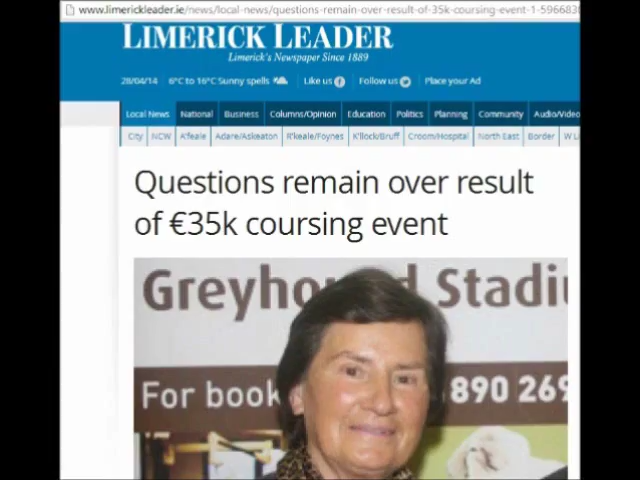 www.limerickleader.ie/news/local-news/questions-remain-over-result-of-35k-coursing-event-1-596683
LIMERICK LEADER
Limerick's Newspaper Since 1889
28/04/14 6°C to 16°C Sunny spells Like us Follow us Place your Ad
Local News National Business Columns/Opinion Education Politics Planning Community Audio/Video
City NCW A'feale Adare/Askeaton R'keale/Foynes K'llock/Bruff Croom/Hospital North East Border W L
Questions remain over result
of €35k coursing event
Greyhound Stadiu
For book 890 269